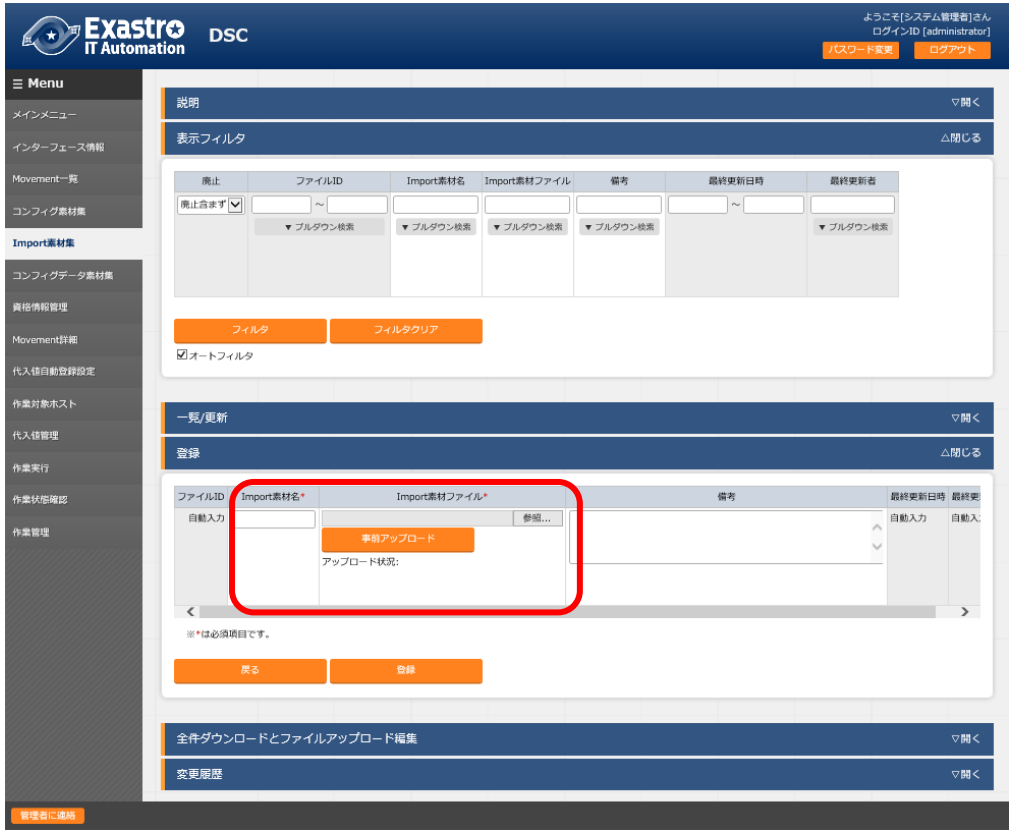 Exastro
IT Automation
DSC
ようこそ[システム管理者]さん
ログインID [administrator]
パスワード変更 ログアウト
≡ Menu
メインメニュー
インターフェース情報
Movement一覧
コンフィグ素材集
Import素材集
コンフィグデータ素材集
資格情報管理
Movement詳細
代入値自動登録設定
作業対象ホスト
代入値管理
作業実行
作業状態確認
作業管理
説明 ▽開く
表示フィルタ △閉じる
廃止 ファイルID Import素材名 Import素材ファイル 備考 最終更新日時 最終更新者
廃止含まず ～ ～
▼プルダウン検索 ▼プルダウン検索 ▼プルダウン検索 ▼プルダウン検索 ▼プルダウン検索
フィルタ フィルタクリア
オートフィルタ
一覧/更新 ▽開く
登録 △閉じる
ファイルID Import素材名* Import素材ファイル* 備考 最終更新日時 最終更
自動入力 参照... 自動入力 自動入
事前アップロード
アップロード状況:
※*は必須項目です。
戻る 登録
全件ダウンロードとファイルアップロード編集 ▽開く
変更履歴 ▽開く
管理者に連絡